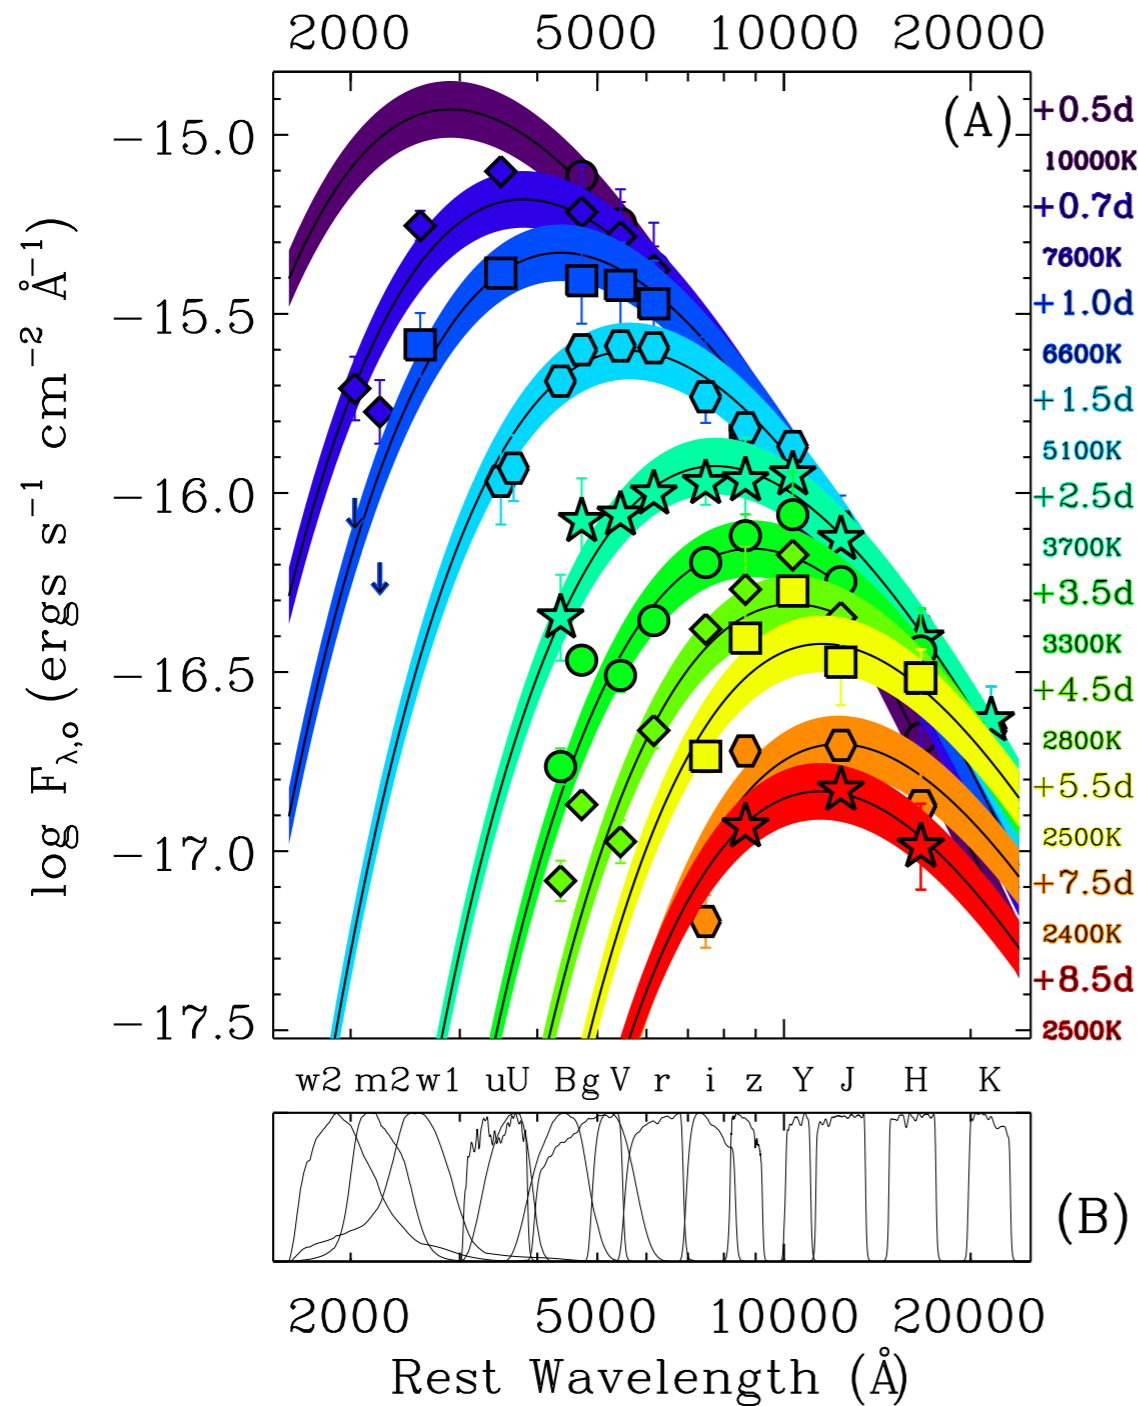 2000 5000 10000 20000
(A)
−15.0
−15.5
−16.0
−16.5
−17.0
−17.5
log F λ,o (ergs s−1 cm−2 Å−1)
+0.5d
10000K
+0.7d
7600K
+1.0d
6600K
+1.5d
5100K
+2.5d
3700K
+3.5d
3300K
+4.5d
2800K
+5.5d
2500K
+7.5d
2400K
+8.5d
2500K
w2 m2 w1 uU Bg V r i z Y J H K
(B)
2000 5000 10000 20000
Rest Wavelength (Å)